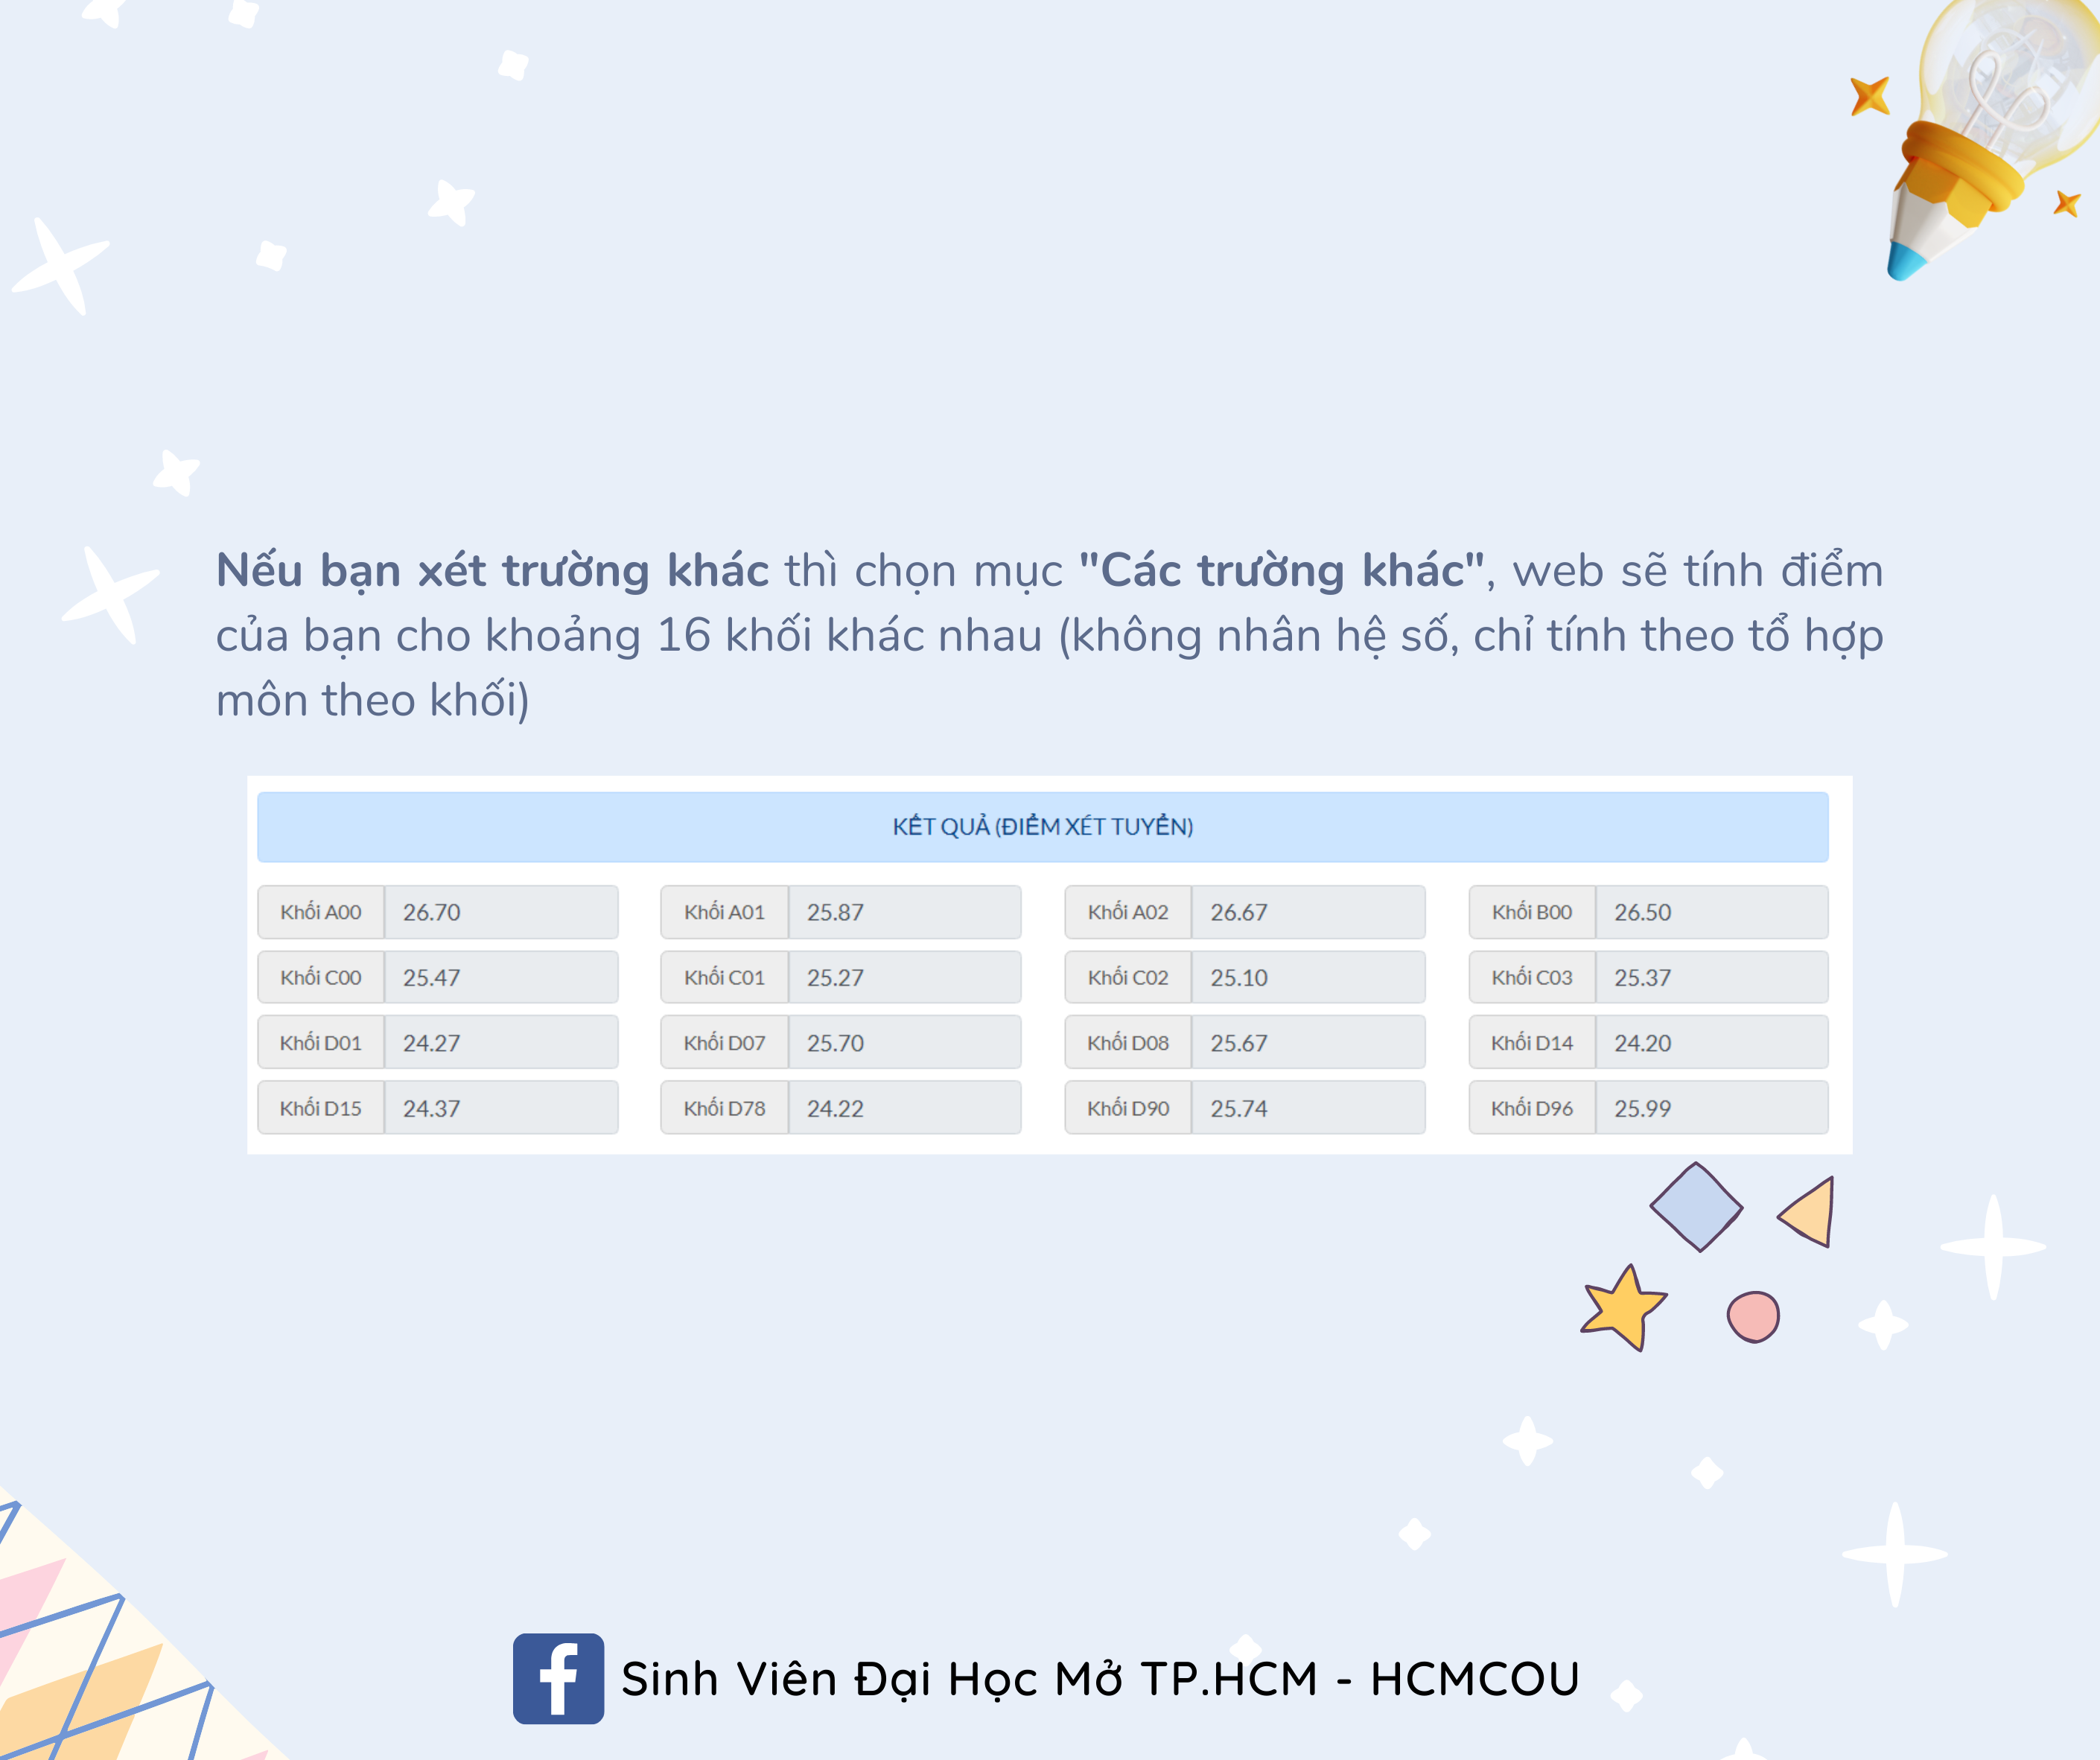 Nếu bạn xét trường khác thì chọn mục "Các trường khác", web sẽ tính điểm
của bạn cho khoảng 16 khối khác nhau (không nhân hệ số, chỉ tính theo tổ hợp
môn theo khối)
KẾT QUẢ (ĐIỂM XÉT TUYỂN)
Khối A00 26.70 Khối A01 25.87 Khối A02 26.67 Khối B00 26.50
Khối C00 25.47 Khối C01 25.27 Khối C02 25.10 Khối C03 25.37
Khối D01 24.27 Khối D07 25.70 Khối D08 25.67 Khối D14 24.20
Khối D15 24.37 Khối D78 24.22 Khối D90 25.74 Khối D96 25.99
Sinh Viên Đại Học Mở TP.HCM - HCMCOU